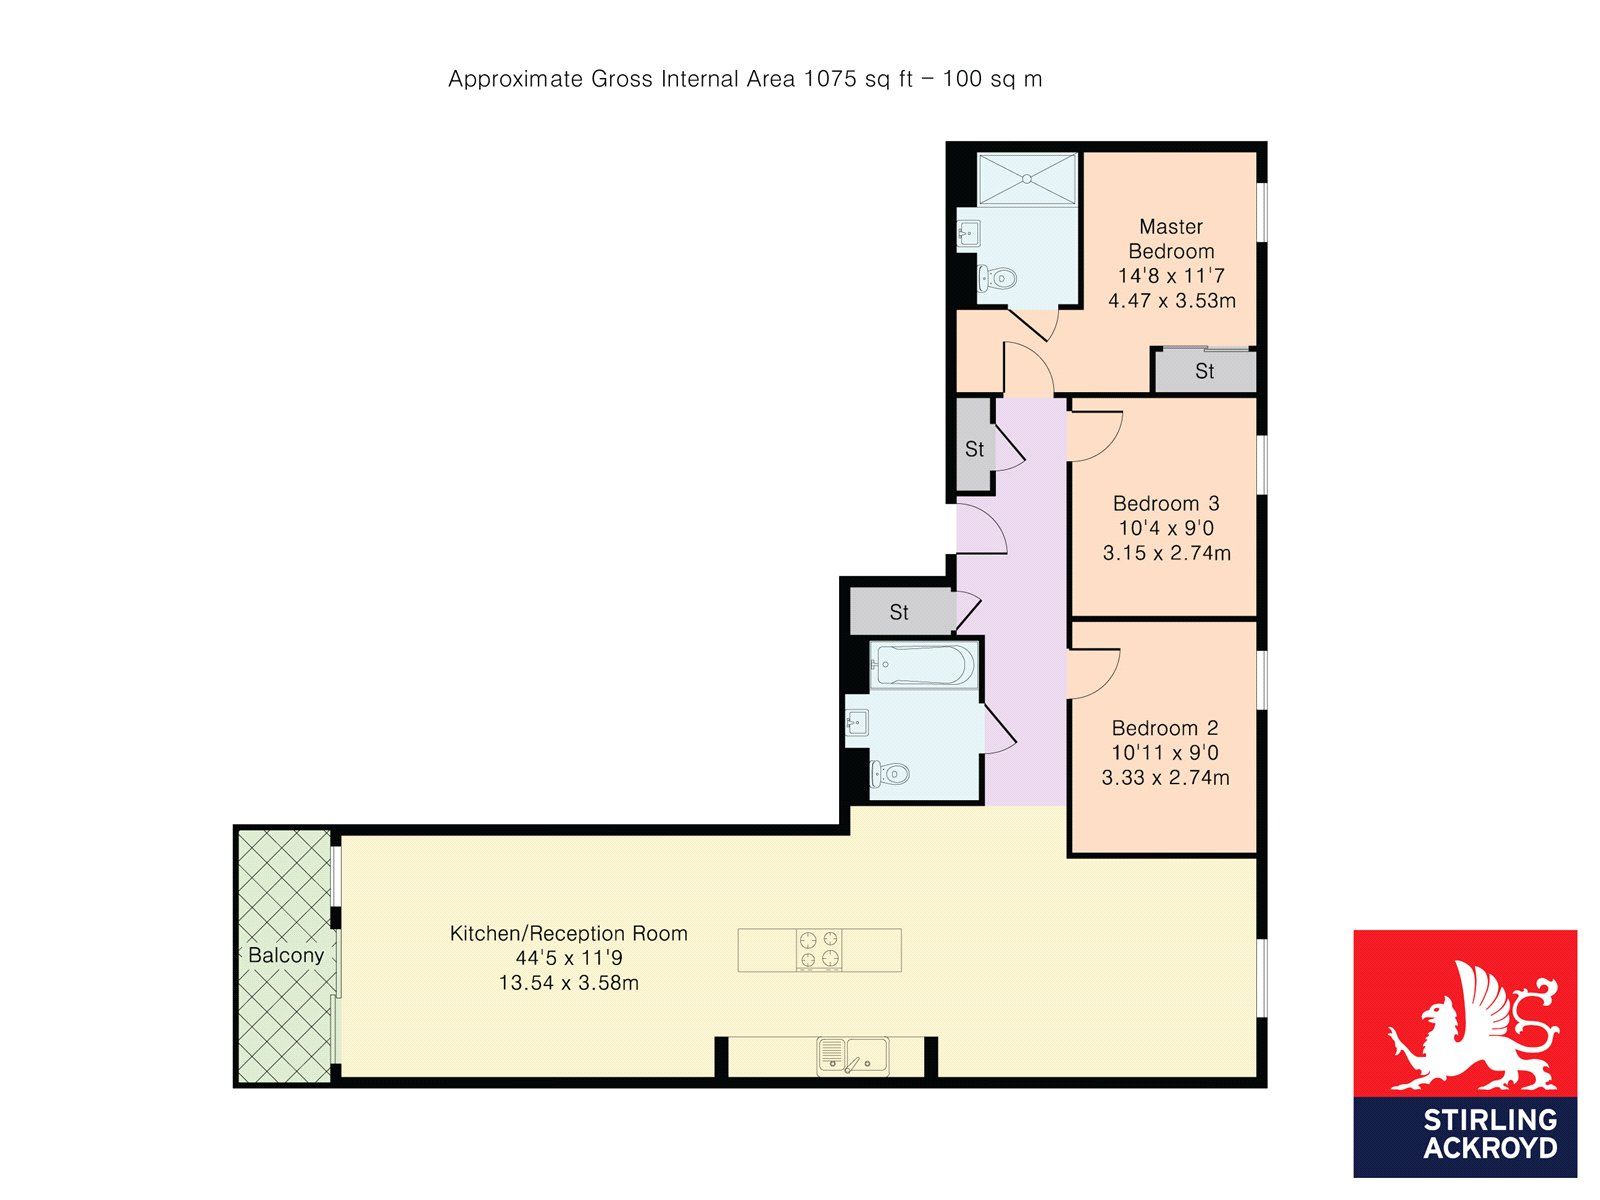 Approximate Gross Internal Area 1075 sq ft – 100 sq m
Master
Bedroom
14'8 x 11'7
4.47 x 3.53m
St
St
Bedroom 3
10'4 x 9'0
3.15 x 2.74m
St
Bedroom 2
10'11 x 9'0
3.33 x 2.74m
Kitchen/Reception Room
44'5 x 11'9
13.54 x 3.58m
Balcony
STIRLING
ACKROYD